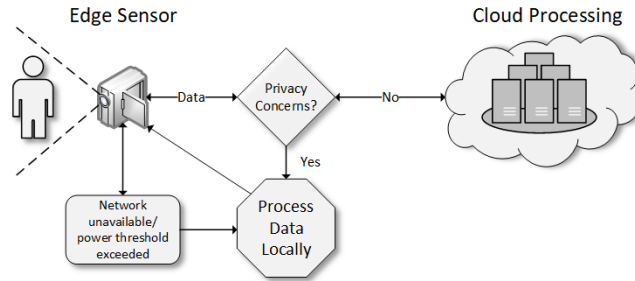 Edge Sensor
Cloud Processing
Data
Privacy
Concerns?
No
Yes
Network
unavailable/
power threshold
exceeded
Process
Data
Locally